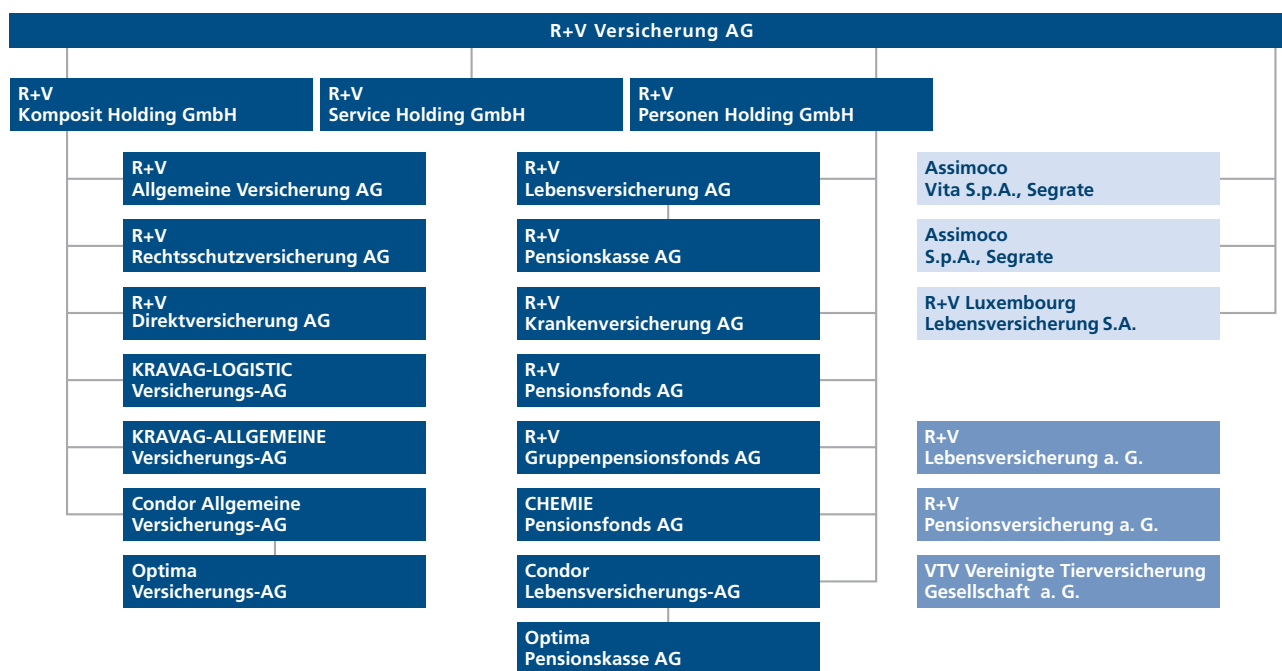 R+V Versicherung AG
R+V
Komposit Holding GmbH
R+V
Service Holding GmbH
R+V
Personen Holding GmbH
R+V
Allgemeine Versicherung AG
R+V
Rechtsschutzversicherung AG
R+V
Direktversicherung AG
KRAVAG-LOGISTIC
Versicherungs-AG
KRAVAG-ALLGEMEINE
Versicherungs-AG
Condor Allgemeine
Versicherungs-AG
Optima
Versicherungs-AG
R+V
Lebensversicherung AG
R+V
Pensionskasse AG
R+V
Krankenversicherung AG
R+V
Pensionsfonds AG
R+V
Gruppenpensionsfonds AG
CHEMIE
Pensionsfonds AG
Condor
Lebensversicherungs-AG
Optima
Pensionskasse AG
Assimoco
Vita S.p.A., Segrate
Assimoco
S.p.A., Segrate
R+V Luxembourg
Lebensversicherung S.A.
R+V
Lebensversicherung a. G.
R+V
Pensionsversicherung a. G.
VTV Vereinigte Tierversicherung
Gesellschaft a. G.